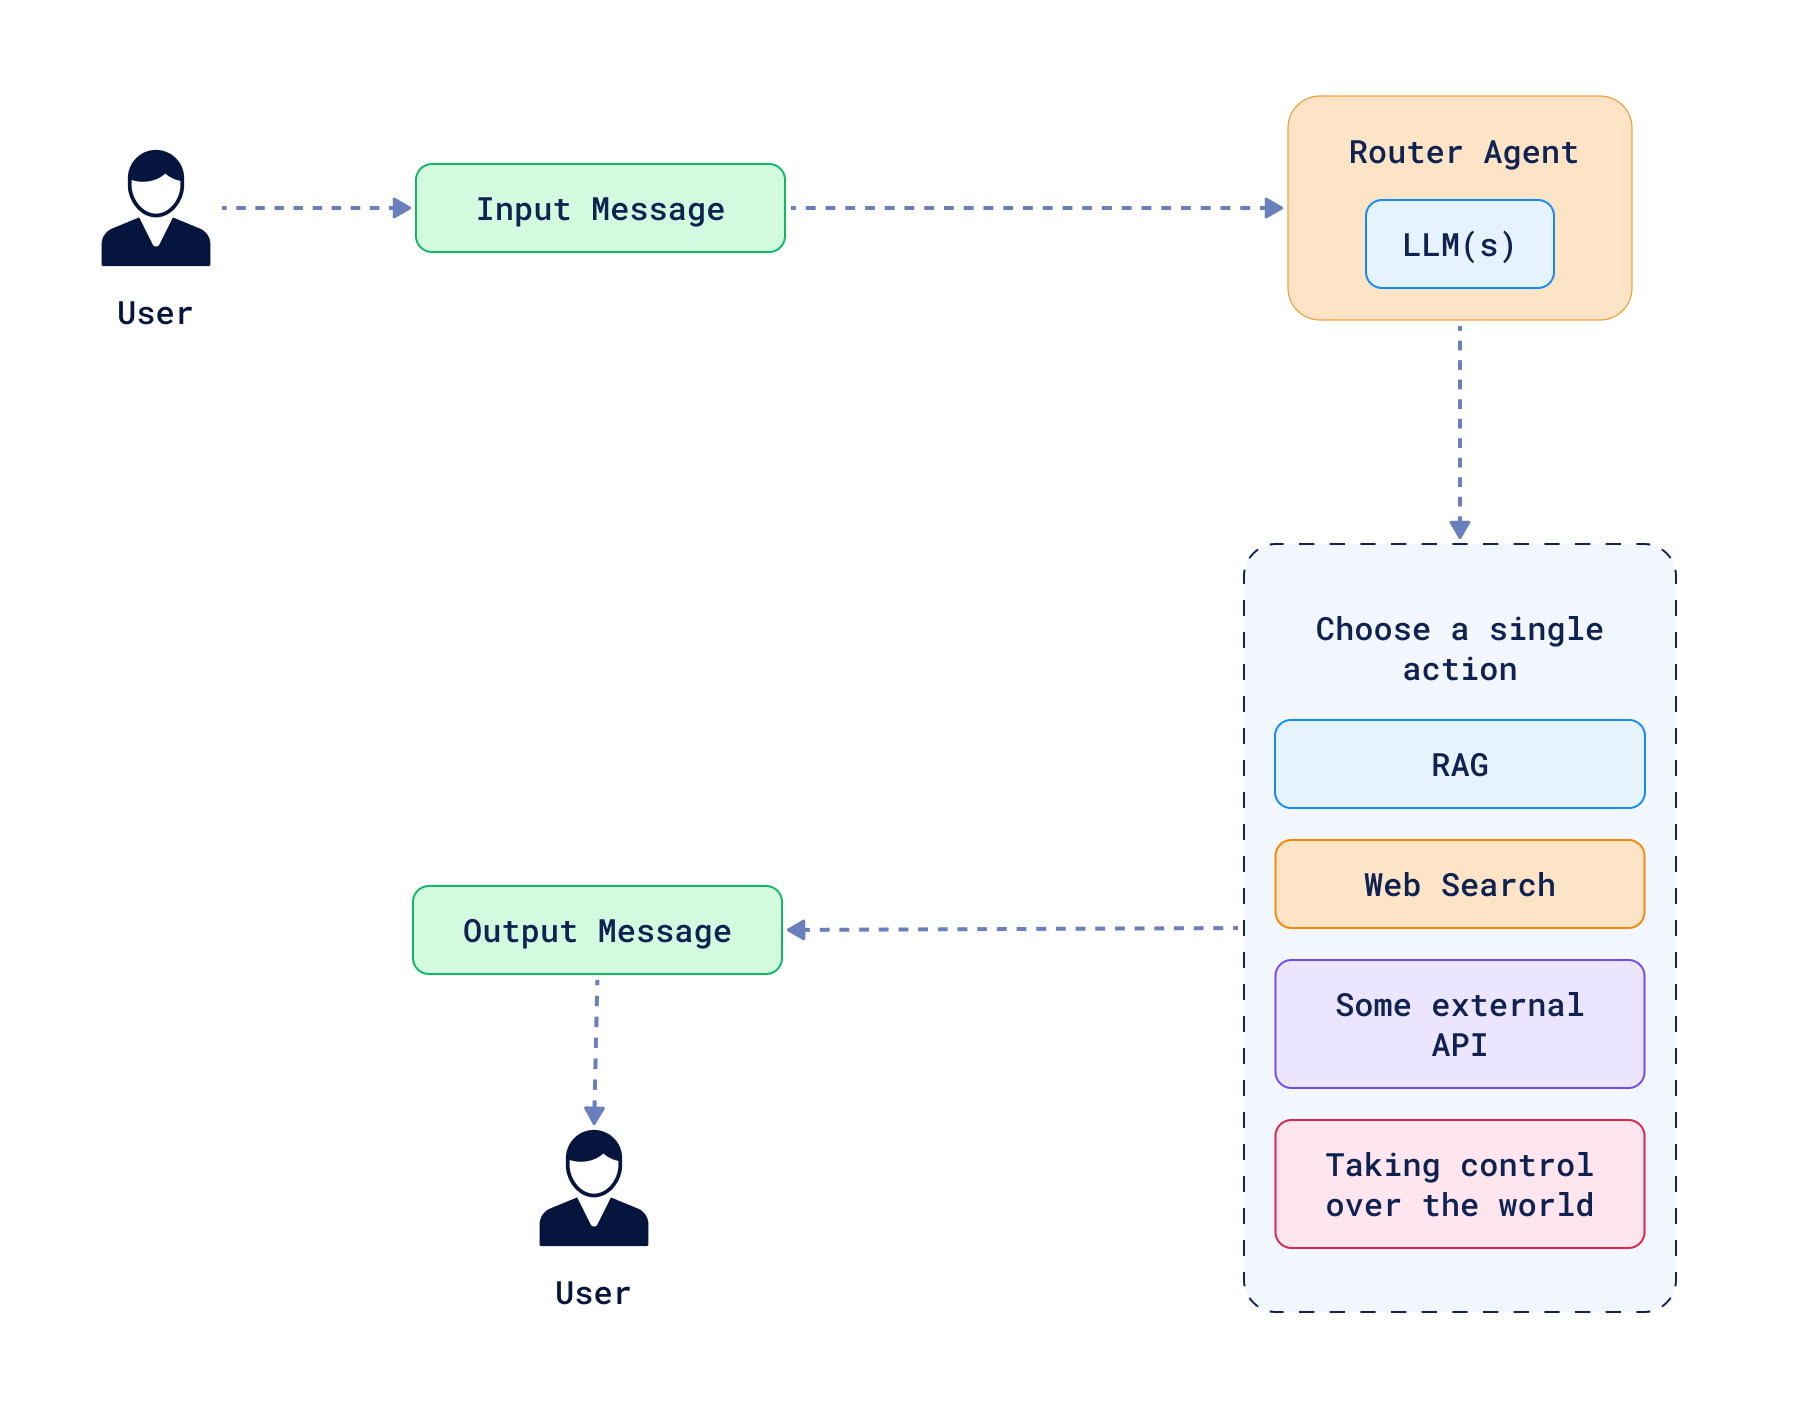 User
Input Message
Router Agent
LLM(s)
Choose a single
action
RAG
Web Search
Some external
API
Taking control
over the world
Output Message
User